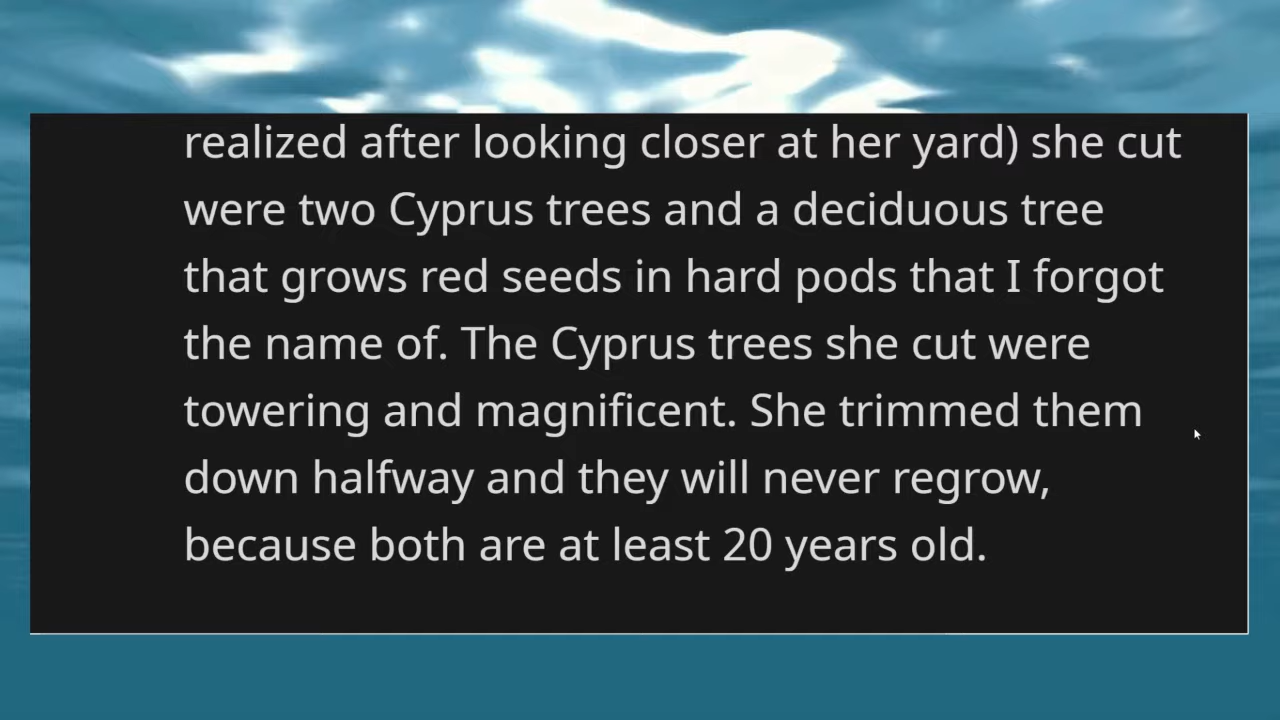 realized after looking closer at her yard) she cut
were two Cyprus trees and a deciduous tree
that grows red seeds in hard pods that I forgot
the name of. The Cyprus trees she cut were
towering and magnificent. She trimmed them
down halfway and they will never regrow,
because both are at least 20 years old.